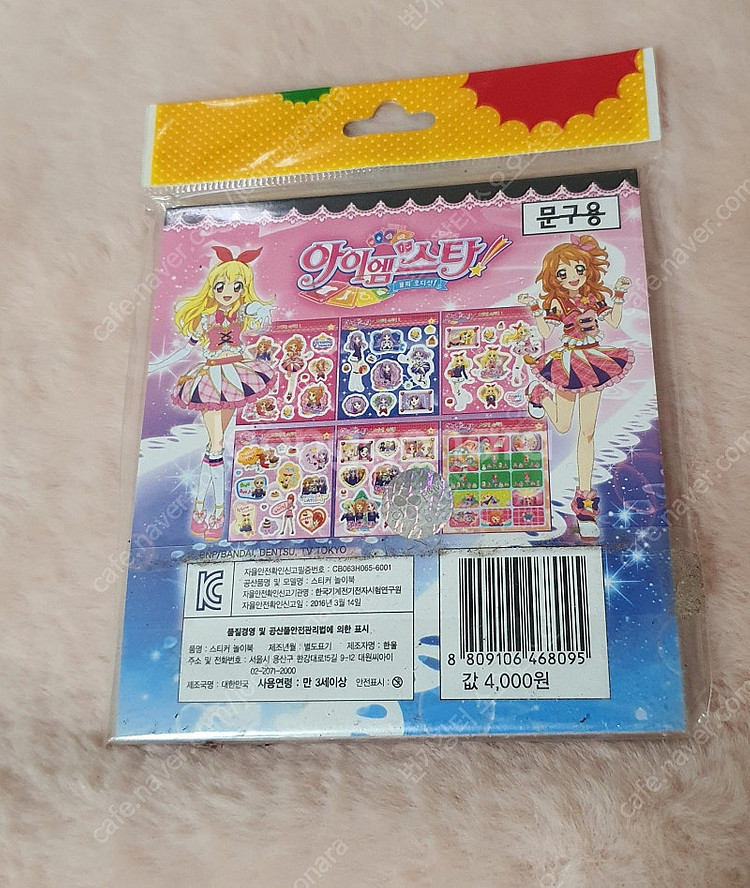 문구용
아이엠스타!
꿈의 오디션!
BNP/BANDAI, DENTSU, TV TOKYO
자율안전확인신고필증번호 : CB063H065-6001
공산품명 및 모델명 : 스티커 놀이북
자율안전확인신고기관명 : 한국기계전기전자시험연구원
자율안전확인신고일 : 2016년 3월 14일
품질경영 및 공산품안전관리법에 의한 표시
품명 : 스티커 놀이북 제조년월 : 별도표기 제조자명 : 한울
주소 및 전화번호 : 서울시 용산구 한강대로15길 9-12 대원씨아이
02-2071-2000
제조국명 : 대한민국 사용연령 : 만 3세이상 안전표시 :
8 809106 468095
값 4,000원
cafe.naver.com